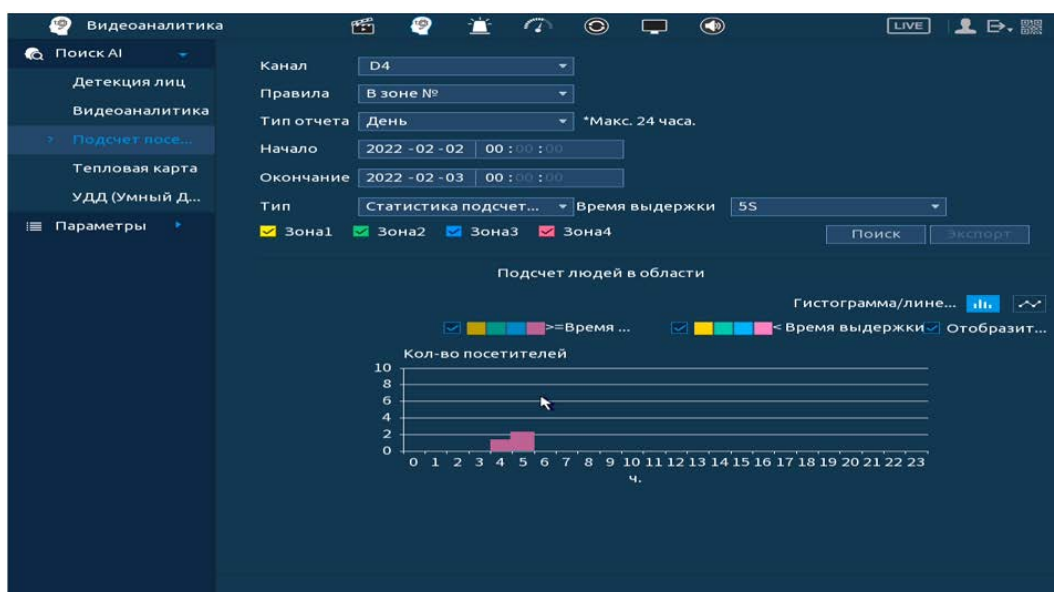 Видеоаналитика
LIVE
Поиск AI
Детекция лиц
Видеоаналитика
Подсчет посе...
Тепловая карта
УДД (Умный Д...
Параметры
Канал D4
Правила В зоне №
Тип отчета День *Макс. 24 часа.
Начало 2022 -02 -02 00 :00 :00
Окончание 2022 -02 -03 00 :00 :00
Тип Статистика подсчет... Время выдержки 5S
Зона1 Зона2 Зона3 Зона4 Поиск Экспорт
Подсчет людей в области
Гистограмма/лине...
>=Время ... < Время выдержки Отобразит...
Кол-во посетителей
10
8
6
4
2
0
0 1 2 3 4 5 6 7 8 9 10 11 12 13 14 15 16 17 18 19 20 21 22 23
ч.